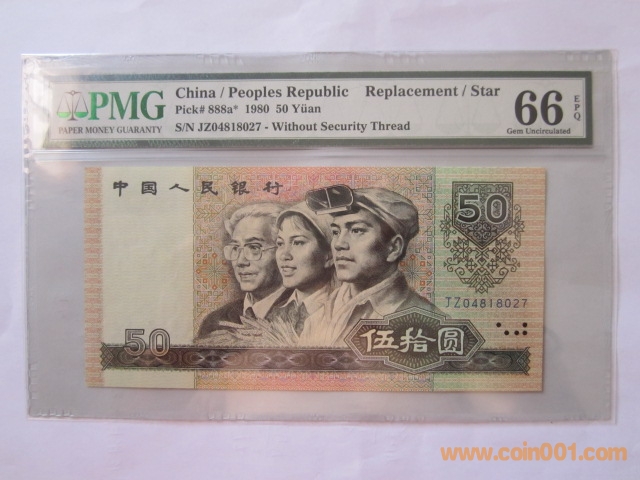 PMG
PAPER MONEY GUARANTY
China / Peoples Republic Replacement / Star
Pick# 888a* 1980 50 Yüan
S/N JZ04818027 - Without Security Thread
66 EPQ
Gem Uncirculated
中国人民银行
50
JZ04818027
50
伍拾圆
www.coin001.com